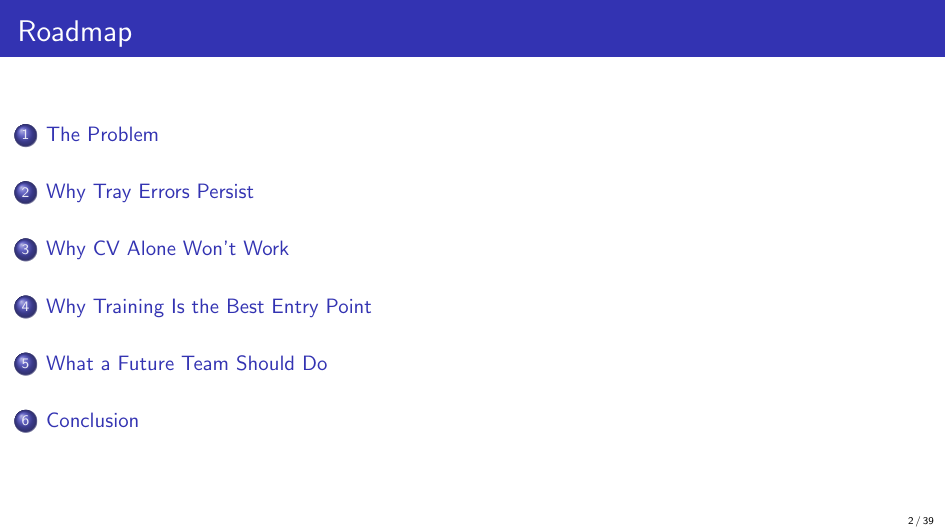 Roadmap
1 The Problem
2 Why Tray Errors Persist
3 Why CV Alone Won't Work
4 Why Training Is the Best Entry Point
5 What a Future Team Should Do
6 Conclusion
2 / 39